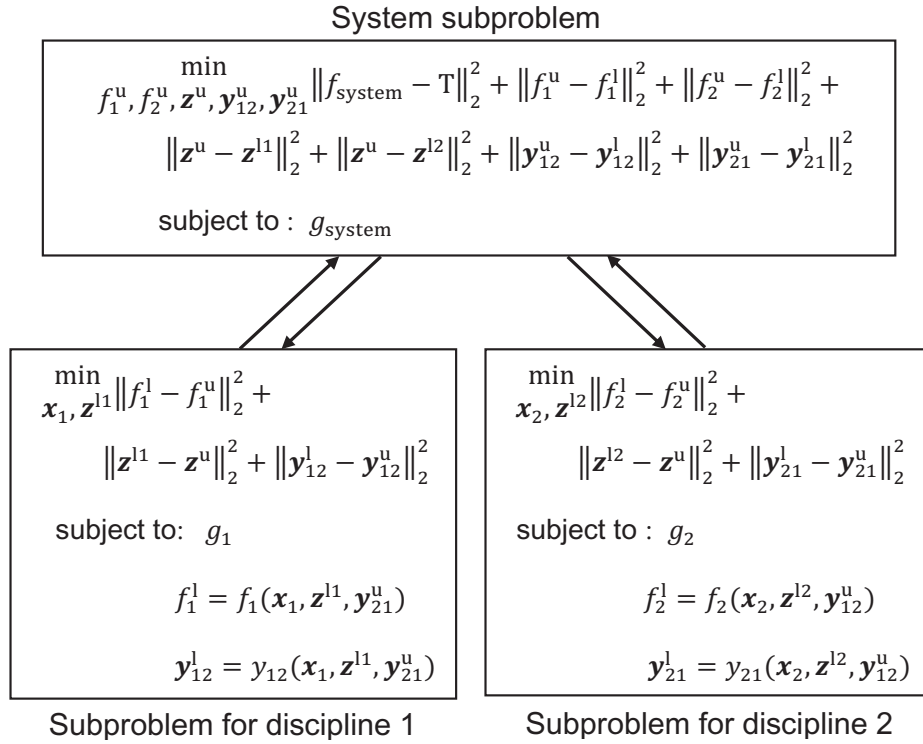 System subproblem
min
f₁ᵘ, f₂ᵘ, zᵘ, y₁₂ᵘ, y₂₁ᵘ ‖f_system − T‖₂² + ‖f₁ᵘ − f₁ˡ‖₂² + ‖f₂ᵘ − f₂ˡ‖₂² +
‖zᵘ − zˡ¹‖₂² + ‖zᵘ − zˡ²‖₂² + ‖y₁₂ᵘ − y₁₂ˡ‖₂² + ‖y₂₁ᵘ − y₂₁ˡ‖₂²
subject to : g_system
min
x₁, zˡ¹ ‖f₁ˡ − f₁ᵘ‖₂² +
‖zˡ¹ − zᵘ‖₂² + ‖y₁₂ˡ − y₁₂ᵘ‖₂²
subject to: g₁
f₁ˡ = f₁(x₁, zˡ¹, y₂₁ᵘ)
y₁₂ˡ = y₁₂(x₁, zˡ¹, y₂₁ᵘ)
Subproblem for discipline 1
min
x₂, zˡ² ‖f₂ˡ − f₂ᵘ‖₂² +
‖zˡ² − zᵘ‖₂² + ‖y₂₁ˡ − y₂₁ᵘ‖₂²
subject to : g₂
f₂ˡ = f₂(x₂, zˡ², y₁₂ᵘ)
y₂₁ˡ = y₂₁(x₂, zˡ², y₁₂ᵘ)
Subproblem for discipline 2